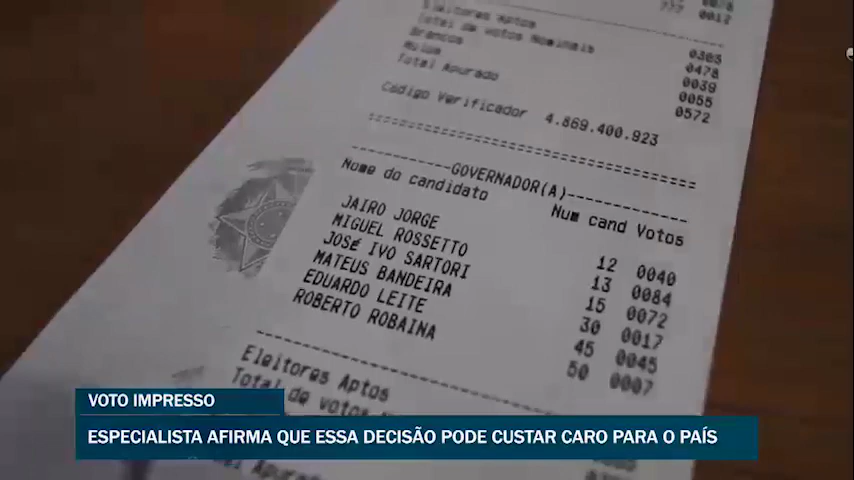 ??? 0012
Eleitores Aptos 0365
Total de votos Nominais 0478
Brancos 0039
Nulos 0055
Total Apurado 0572
Código Verificador 4.869.400.923
GOVERNADOR(A)
Nome do candidato Num cand Votos
JAIRO JORGE 12 0040
MIGUEL ROSSETTO 13 0084
JOSÉ IVO SARTORI 15 0072
MATEUS BANDEIRA 30 0017
EDUARDO LEITE 45 0045
ROBERTO ROBAINA 50 0007
Eleitores Aptos
Total de votos
VOTO IMPRESSO
ESPECIALISTA AFIRMA QUE ESSA DECISÃO PODE CUSTAR CARO PARA O PAÍS
Apurado